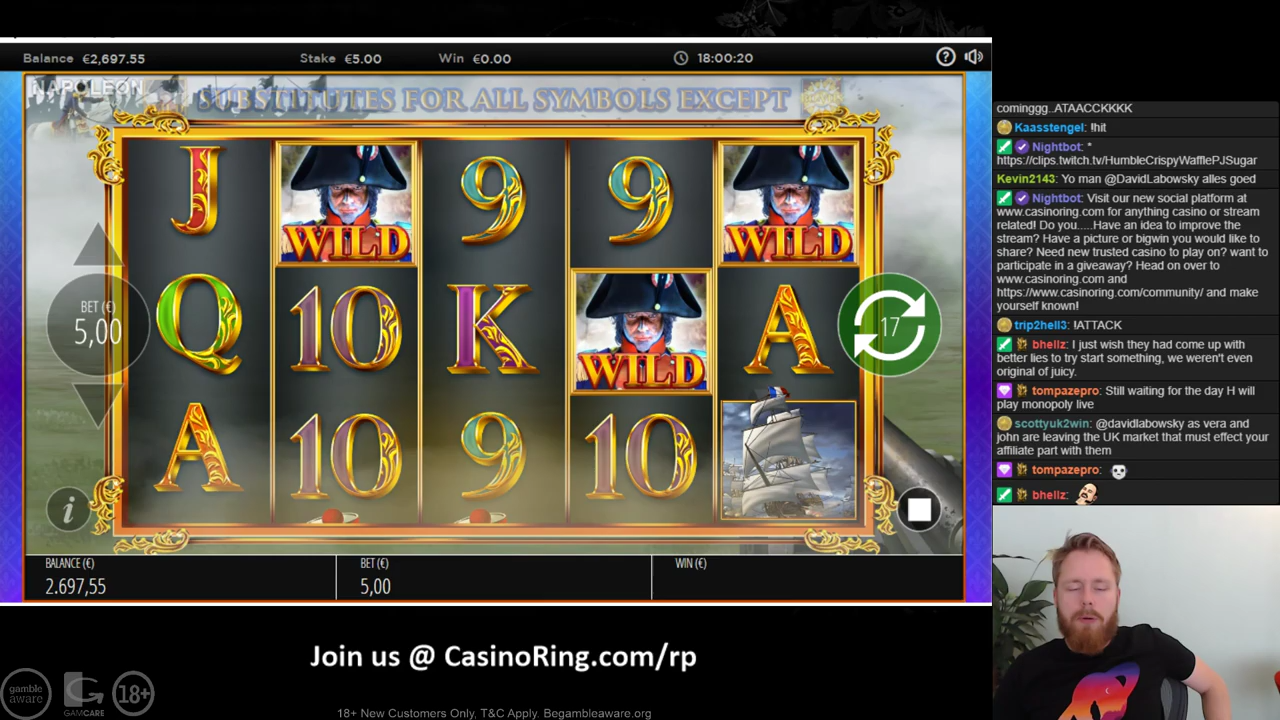 Balance €2,697.55 Stake €5.00 Win €0.00 18:00:20 ?
NAPOLEON
SUBSTITUTES FOR ALL SYMBOLS EXCEPT
J WILD 9 9 WILD
Q 10 K WILD A
A 10 9 10
BET (€)
5,00
17
i
BALANCE (€) BET (€) WIN (€)
2.697,55 5,00
cominggg..ATAACCKKKK
Kaasstengel: !hit
Nightbot: *
https://clips.twitch.tv/HumbleCrispyWafflePJSugar
Kevin2143: Yo man @DavidLabowsky alles goed
Nightbot: Visit our new social platform at
www.casinoring.com for anything casino or stream
related! Do you.....Have an idea to improve the
stream? Have a picture or bigwin you would like to
share? Need new trusted casino to play on? want to
participate in a giveaway? Head on over to
www.casinoring.com and
https://www.casinoring.com/community/ and make
yourself known!
trip2hell3: !ATTACK
bhellz: I just wish they had come up with
better lies to try start something, we weren't even
original of juicy.
tompazepro: Still waiting for the day H will
play monopoly live
scottyuk2win: @davidlabowsky as vera and
john are leaving the UK market that must effect your
affiliate part with them
tompazepro:
bhellz:
Join us @ CasinoRing.com/rp
gamble
aware
GAMCARE
18+
18+ New Customers Only, T&C Apply. Begambleaware.org